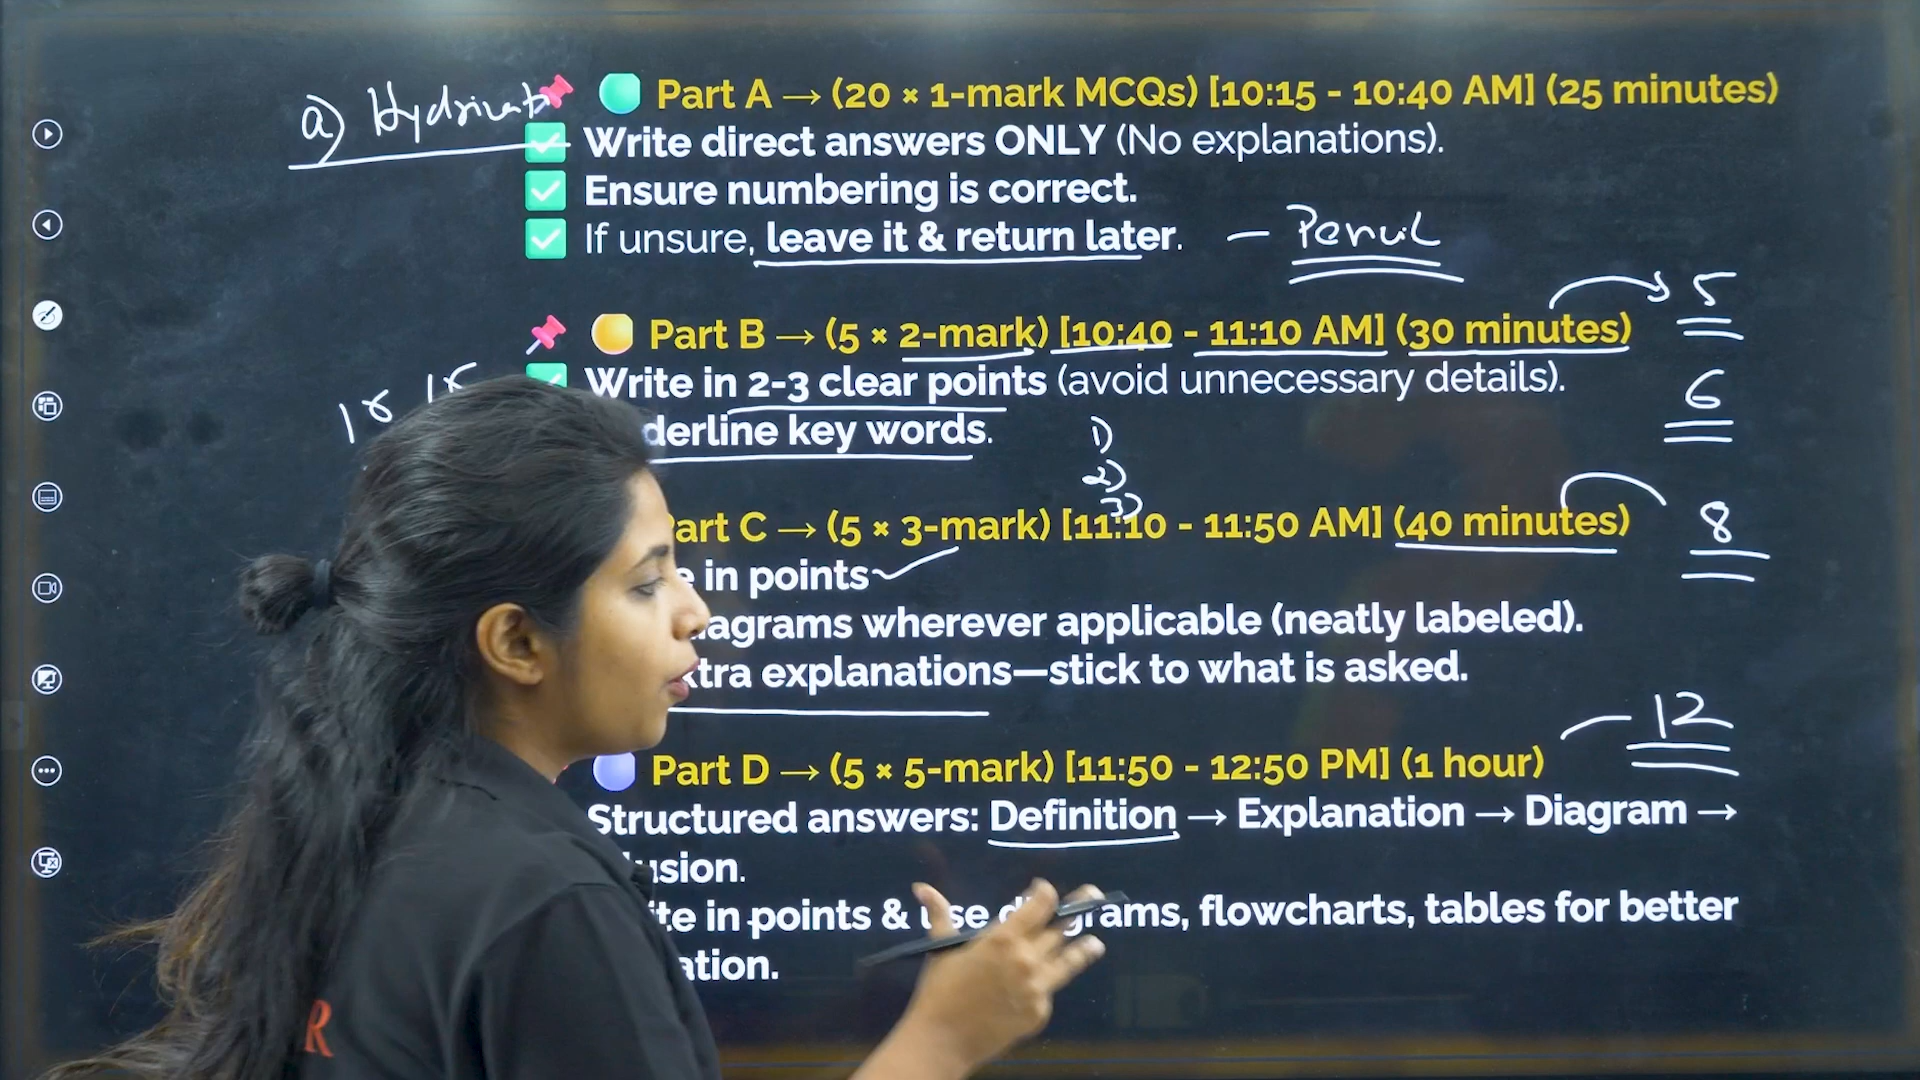 a) Hydrirab
Part A → (20 × 1-mark MCQs) [10:15 - 10:40 AM] (25 minutes)
Write direct answers ONLY (No explanations).
Ensure numbering is correct.
If unsure, leave it & return later. – Pencil
5
Part B → (5 × 2-mark) [10:40 - 11:10 AM] (30 minutes)
Write in 2-3 clear points (avoid unnecessary details).
6
derline key words.
1)
2)
3)
art C → (5 × 3-mark) [11:10 - 11:50 AM] (40 minutes)
8
e in points
agrams wherever applicable (neatly labeled).
xtra explanations—stick to what is asked.
12
Part D → (5 × 5-mark) [11:50 - 12:50 PM] (1 hour)
Structured answers: Definition → Explanation → Diagram →
usion.
te in points & use diagrams, flowcharts, tables for better
ation.
R